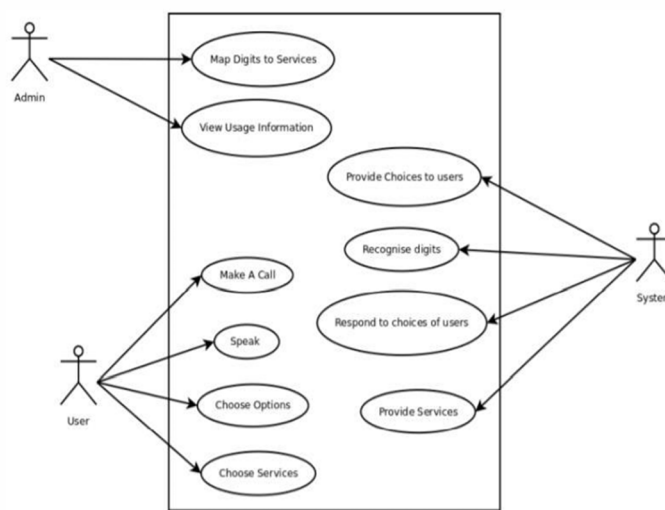 Map Digits to Services
Admin
View Usage Information
Provide Choices to users
Recognise digits
Make A Call
System
Respond to choices of users
Speak
Choose Options
Provide Services
User
Choose Services